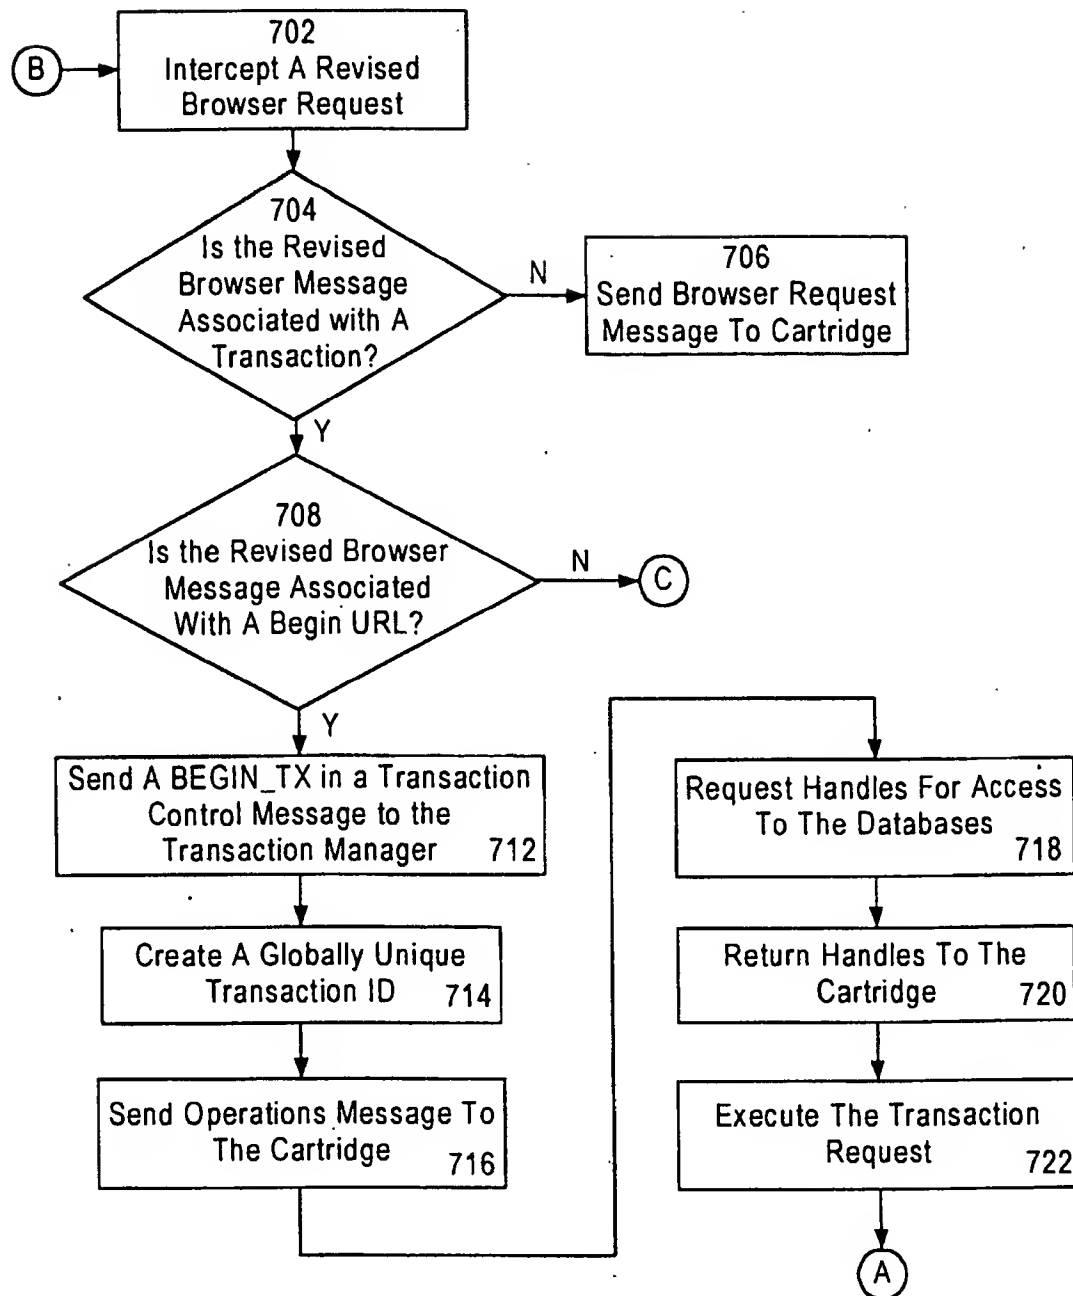 B
702
Intercept A Revised
Browser Request
704
Is the Revised
Browser Message
Associated with A
Transaction?
N
706
Send Browser Request
Message To Cartridge
Y
708
Is the Revised Browser
Message Associated
With A Begin URL?
N
C
Y
Send A BEGIN_TX in a Transaction
Control Message to the
Transaction Manager 712
Create A Globally Unique
Transaction ID 714
Send Operations Message To
The Cartridge 716
Request Handles For Access
To The Databases
718
Return Handles To The
Cartridge 720
Execute The Transaction
Request 722
A